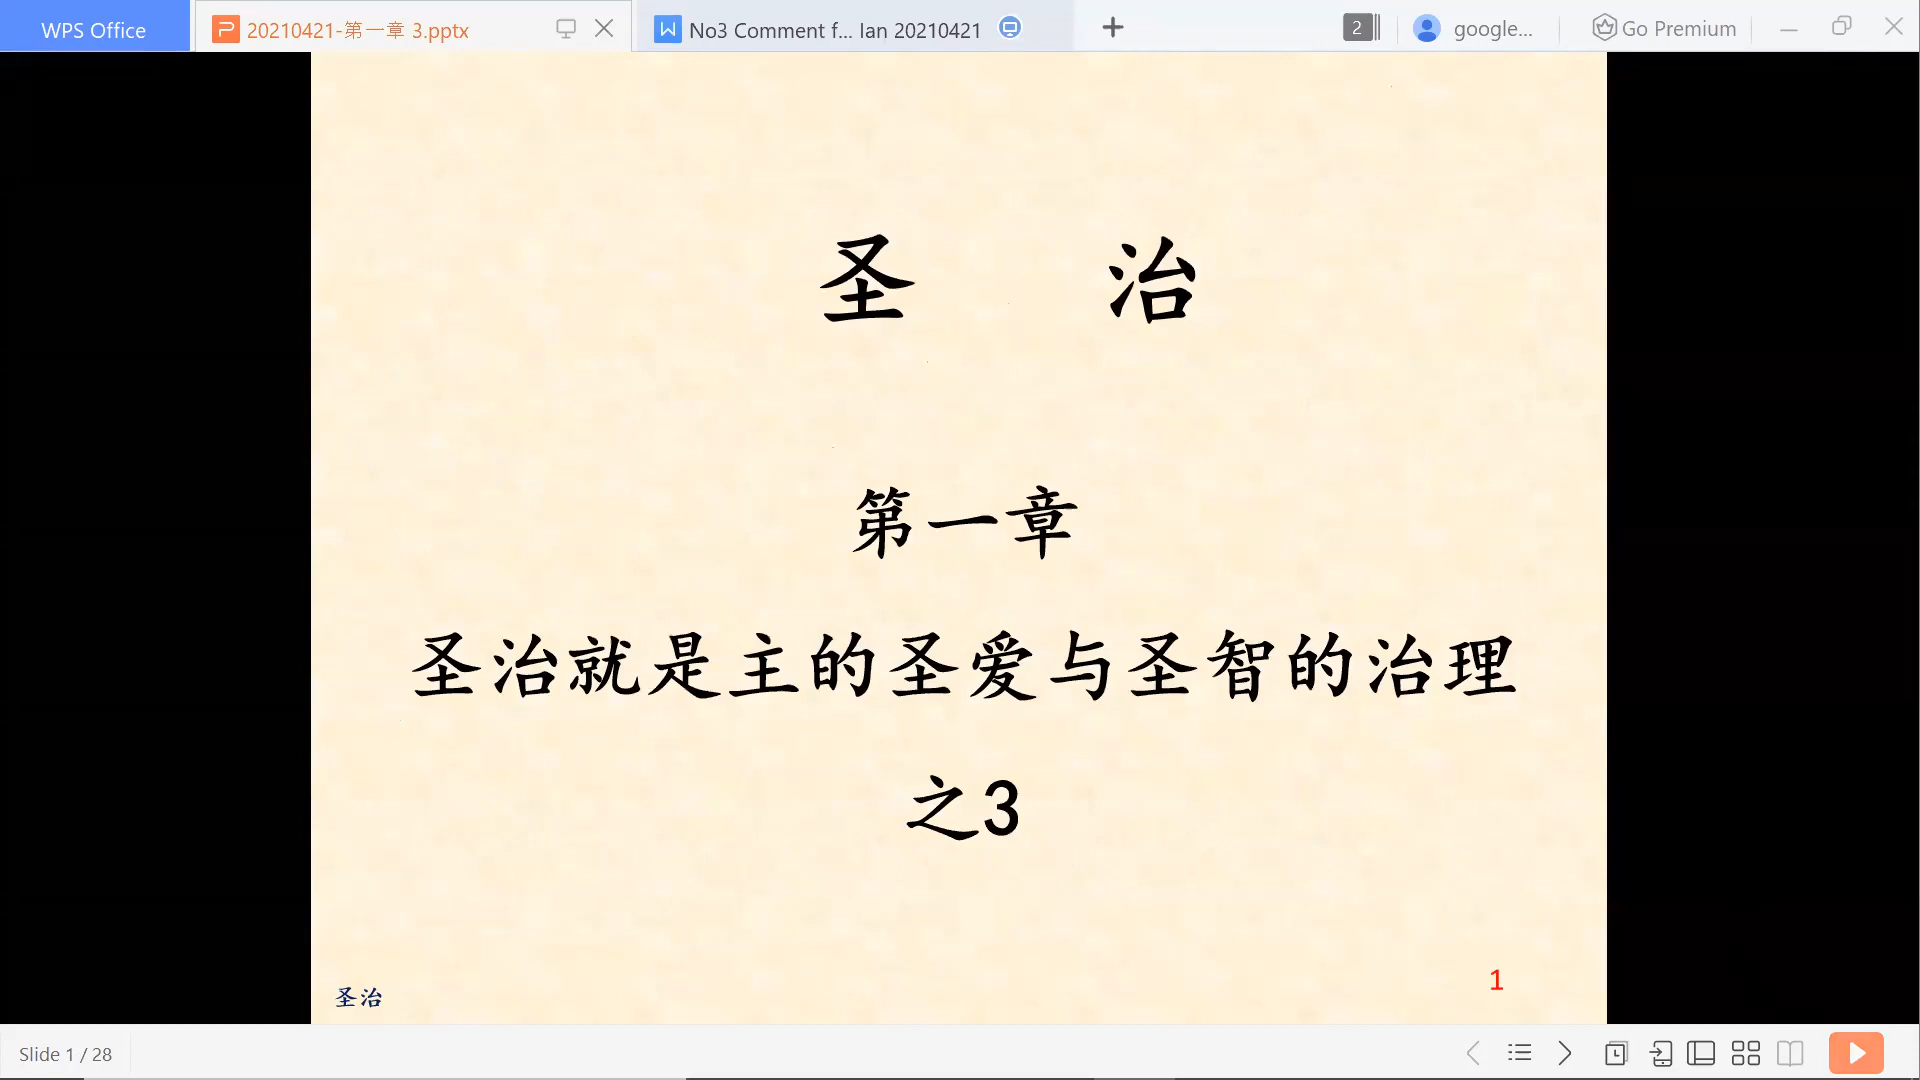 WPS Office
20210421-第一章 3.pptx
No3 Comment f... Ian 20210421
2
google...
Go Premium
圣 治
第一章
圣治就是主的圣爱与圣智的治理
之3
圣治
1
Slide 1 / 28